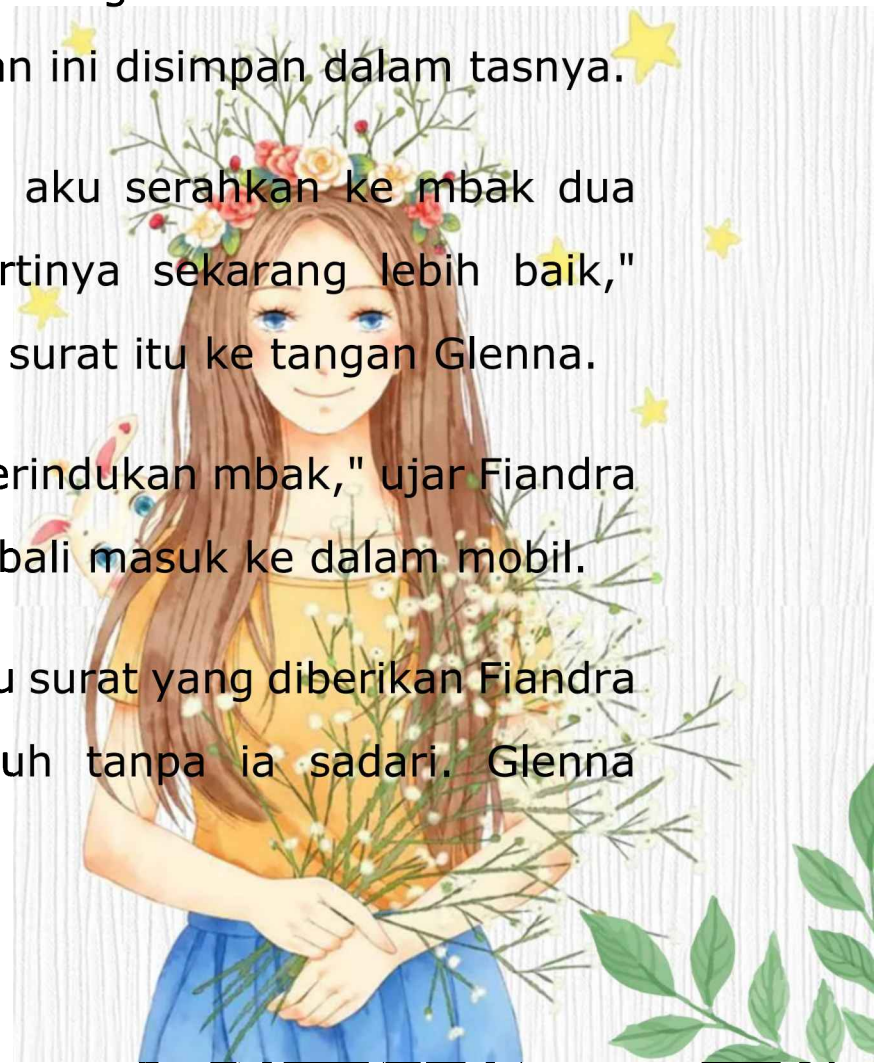 an ini disimpan dalam tasnya.
aku serahkan ke mbak dua
rtinya sekarang lebih baik,"
surat itu ke tangan Glenna.
erindukan mbak," ujar Fiandra
bali masuk ke dalam mobil.
u surat yang diberikan Fiandra
uh tanpa ia sadari. Glenna